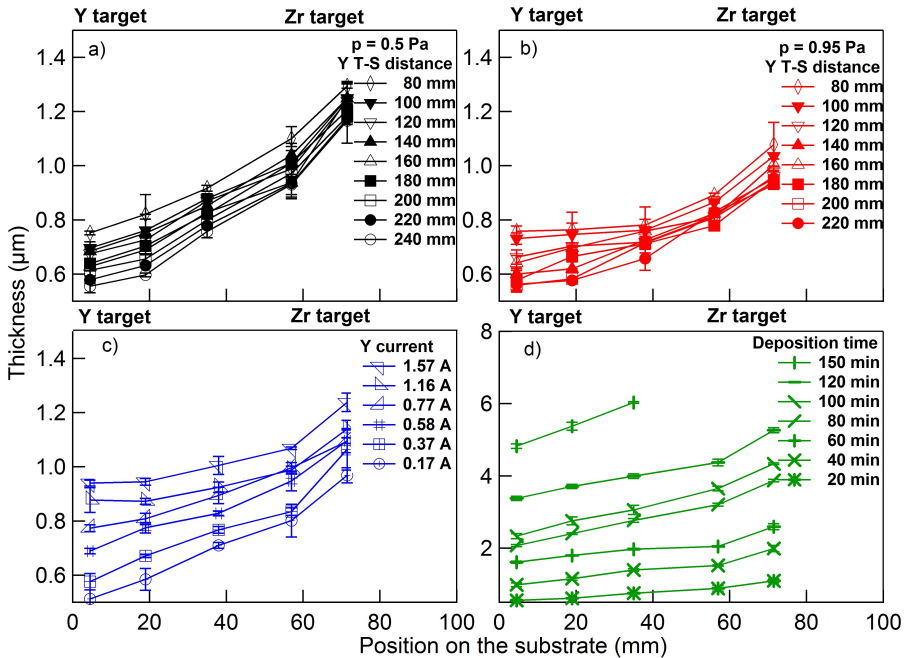 Y target Zr target
Y target Zr target
a)
p = 0.5 Pa
Y T-S distance
80 mm
100 mm
120 mm
140 mm
160 mm
180 mm
200 mm
220 mm
240 mm
1.4
1.2
1.0
0.8
0.6
b)
p = 0.95 Pa
Y T-S distance
80 mm
100 mm
120 mm
140 mm
160 mm
180 mm
200 mm
220 mm
1.4
1.2
1.0
0.8
0.6
Thickness (µm)
Y target Zr target
c)
Y current
1.57 A
1.16 A
0.77 A
0.58 A
0.37 A
0.17 A
1.4
1.2
1.0
0.8
0.6
0 20 40 60 80 100
Y target Zr target
d)
Deposition time
150 min
120 min
100 min
80 min
60 min
40 min
20 min
8
6
4
2
0 20 40 60 80 100
Position on the substrate (mm)